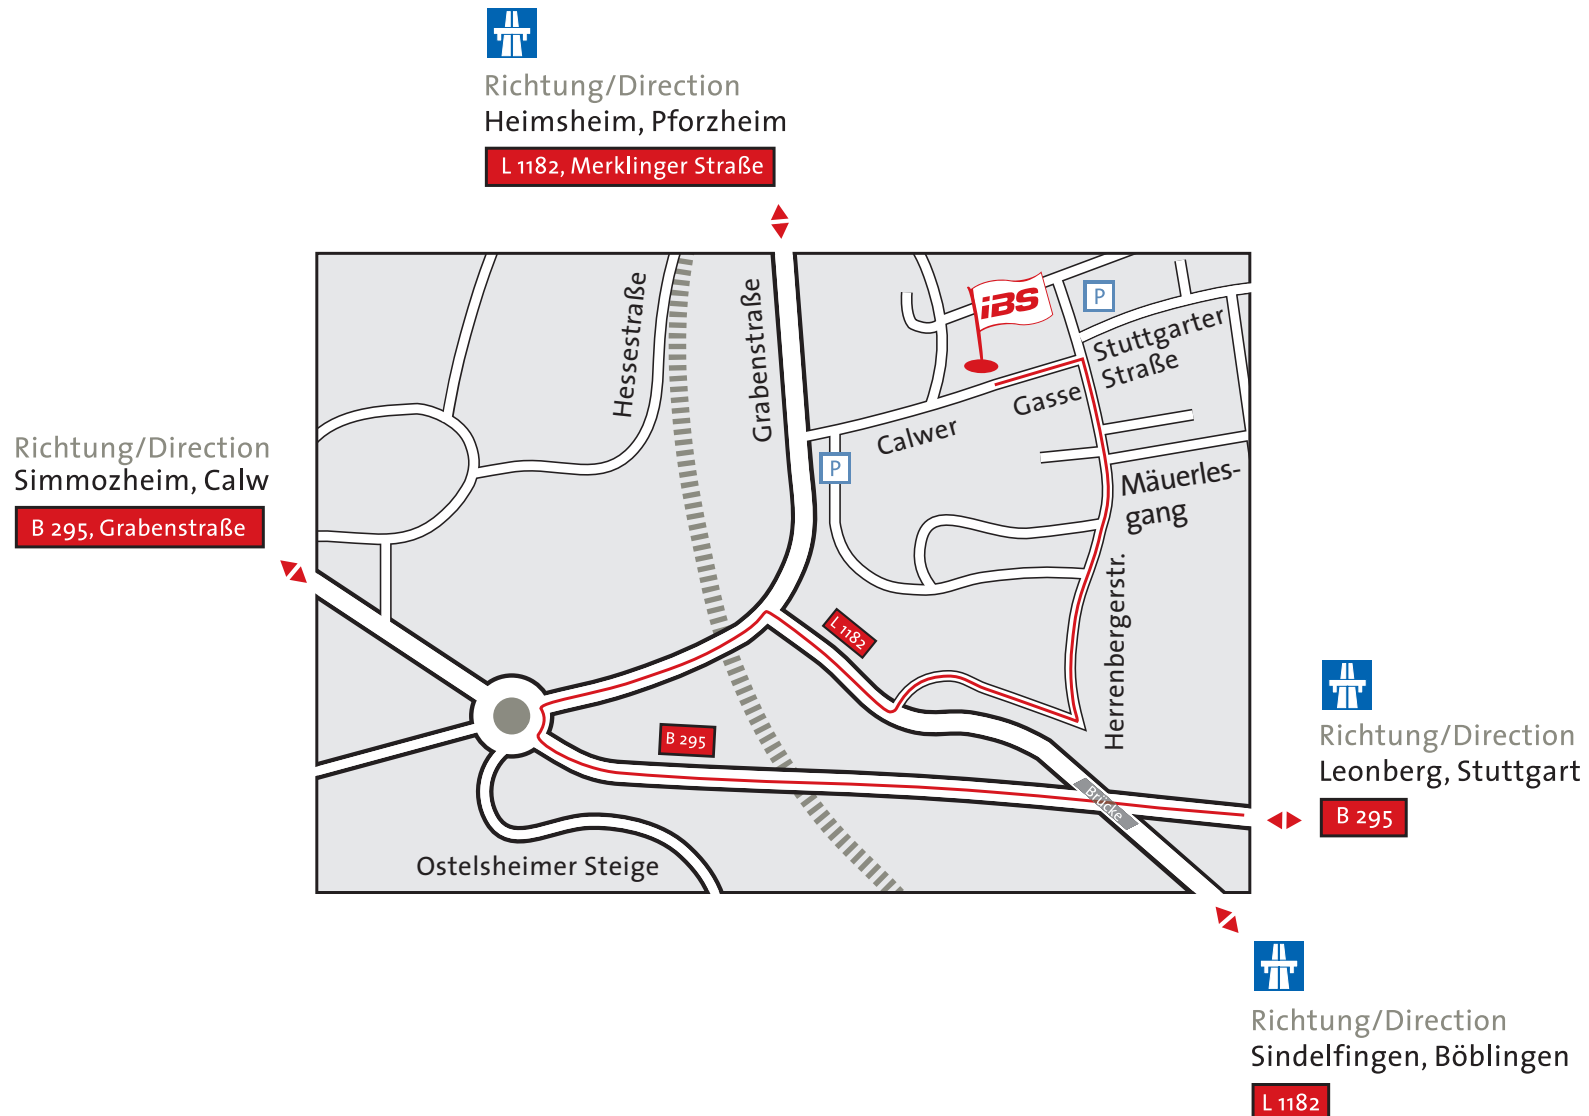 Richtung/Direction
Heimsheim, Pforzheim
L 1182, Merklinger Straße
Hessestraße
Grabenstraße
iBS
P
Stuttgarter
Straße
Gasse
Calwer
P
Mäuerles-
gang
Richtung/Direction
Simmozheim, Calw
B 295, Grabenstraße
Herrenbergerstr.
L 1182
B 295
Brücke
Ostelsheimer Steige
Richtung/Direction
Leonberg, Stuttgart
B 295
Richtung/Direction
Sindelfingen, Böblingen
L 1182